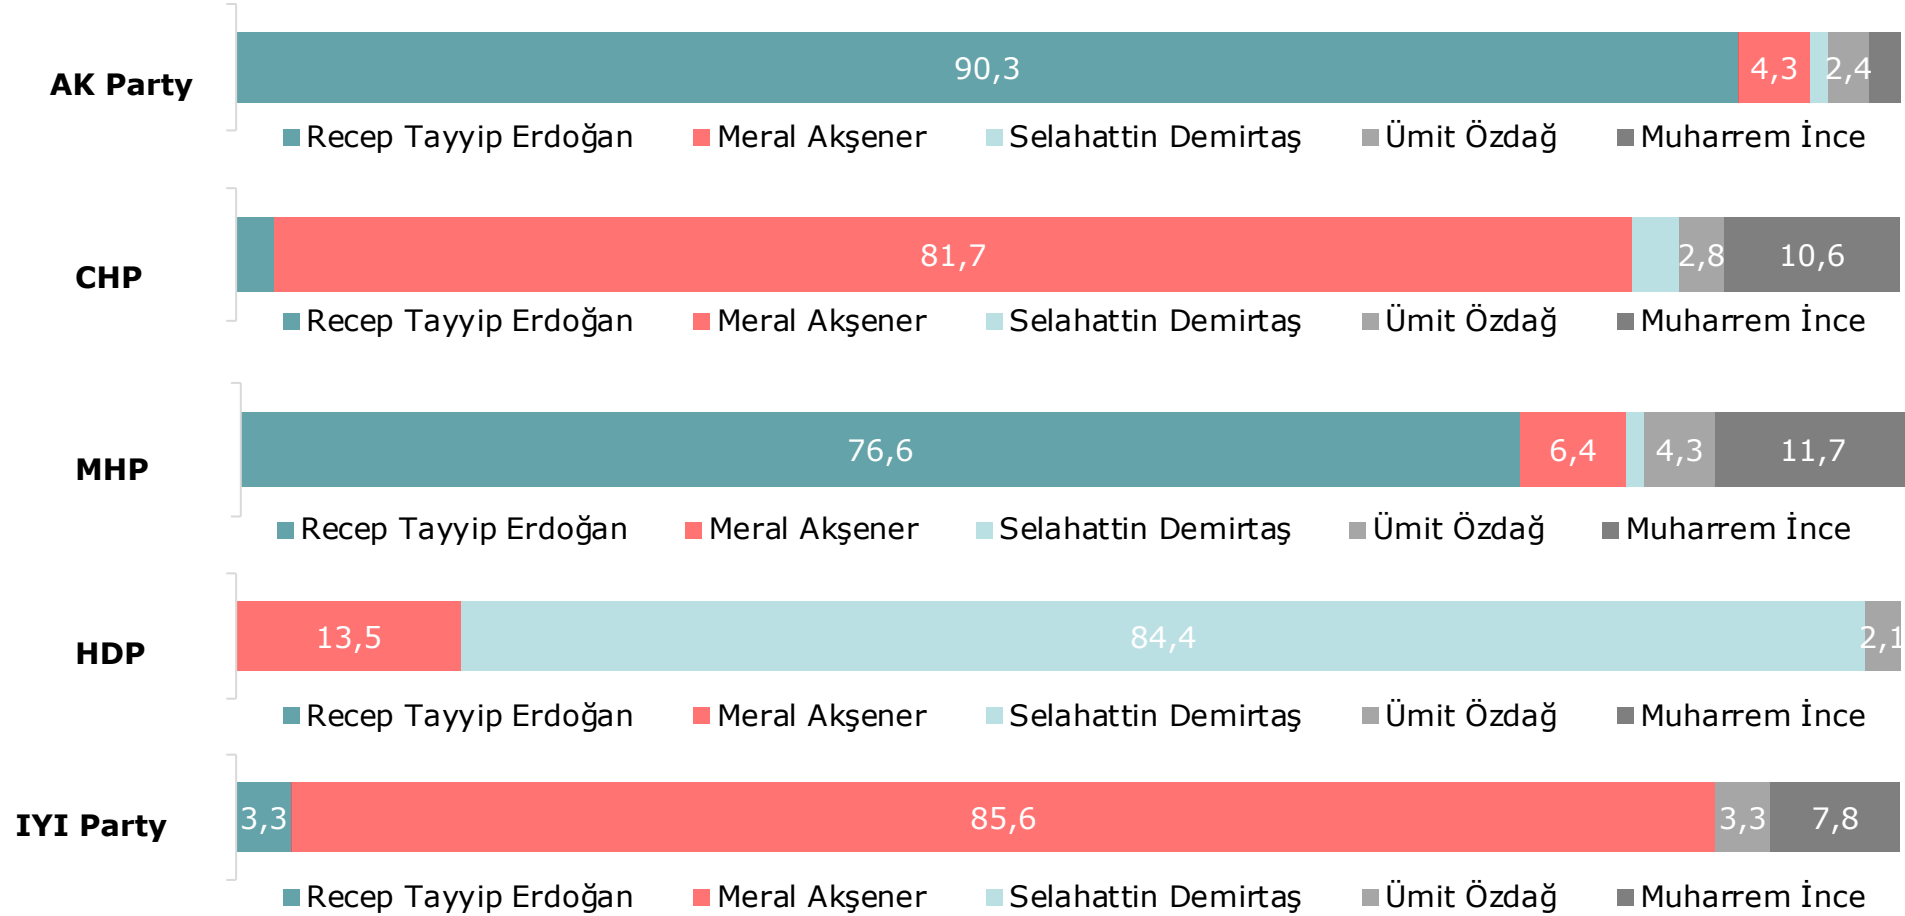 AK Party
90,3 4,3 2,4
Recep Tayyip Erdoğan Meral Akşener Selahattin Demirtaş Ümit Özdağ Muharrem İnce
CHP
81,7 2,8 10,6
Recep Tayyip Erdoğan Meral Akşener Selahattin Demirtaş Ümit Özdağ Muharrem İnce
MHP
76,6 6,4 4,3 11,7
Recep Tayyip Erdoğan Meral Akşener Selahattin Demirtaş Ümit Özdağ Muharrem İnce
HDP
13,5 84,4 2,1
Recep Tayyip Erdoğan Meral Akşener Selahattin Demirtaş Ümit Özdağ Muharrem İnce
IYI Party
3,3 85,6 3,3 7,8
Recep Tayyip Erdoğan Meral Akşener Selahattin Demirtaş Ümit Özdağ Muharrem İnce